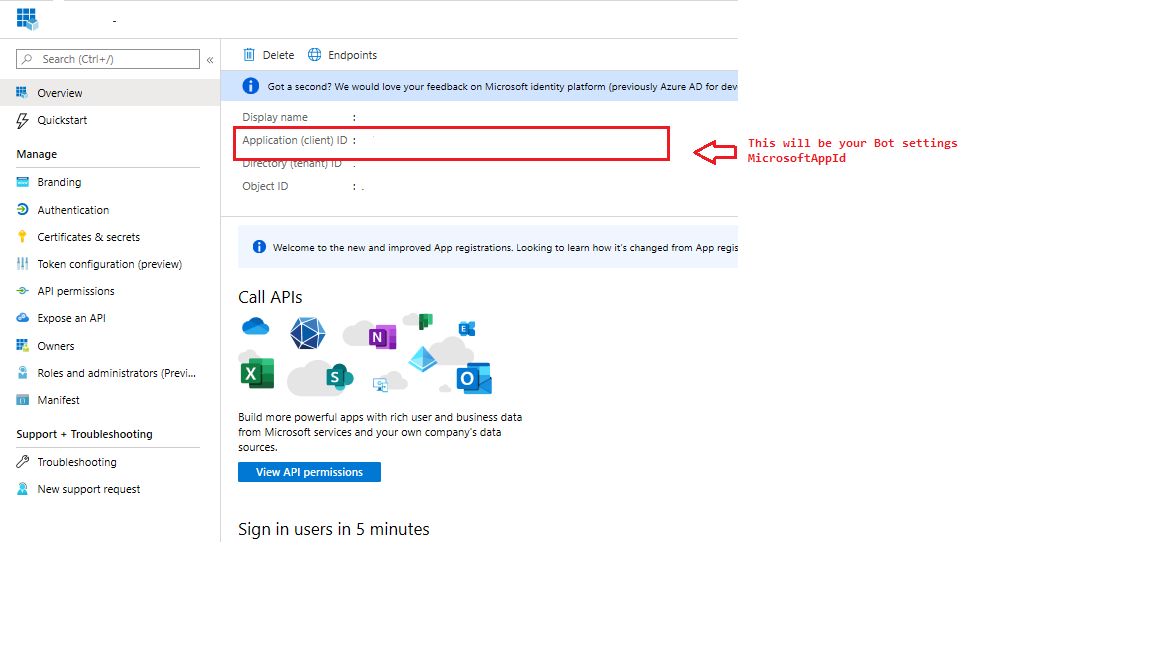 -
Search (Ctrl+/)
«
Delete
Endpoints
Overview
Got a second? We would love your feedback on Microsoft identity platform (previously Azure AD for dev
Quickstart
Display name :
Application (client) ID :
This will be your Bot settings
MicrosoftAppId
Manage
Directory (tenant) ID :
Branding
Object ID :
Authentication
Certificates & secrets
Welcome to the new and improved App registrations. Looking to learn how it's changed from App regis
Token configuration (preview)
API permissions
Call APIs
Expose an API
N
E
Owners
X
S
O
Roles and administrators (Previ...
Manifest
Build more powerful apps with rich user and business data
from Microsoft services and your own company's data
sources.
Support + Troubleshooting
Troubleshooting
View API permissions
New support request
Sign in users in 5 minutes